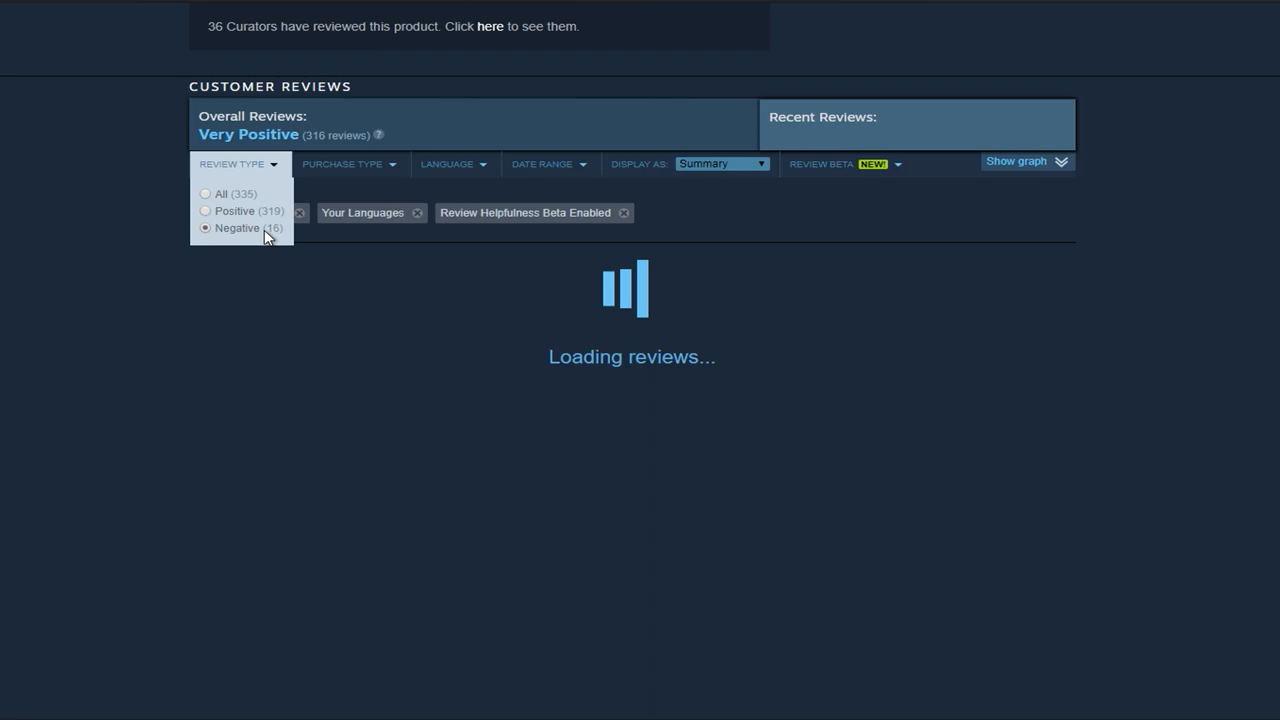 36 Curators have reviewed this product. Click here to see them.
CUSTOMER REVIEWS
Overall Reviews:
Very Positive (316 reviews) ?
Recent Reviews:
REVIEW TYPE PURCHASE TYPE LANGUAGE DATE RANGE DISPLAY AS: Summary REVIEW BETA NEW! Show graph
All (335)
Positive (319)
Negative (16)
Your Languages Review Helpfulness Beta Enabled
Loading reviews...